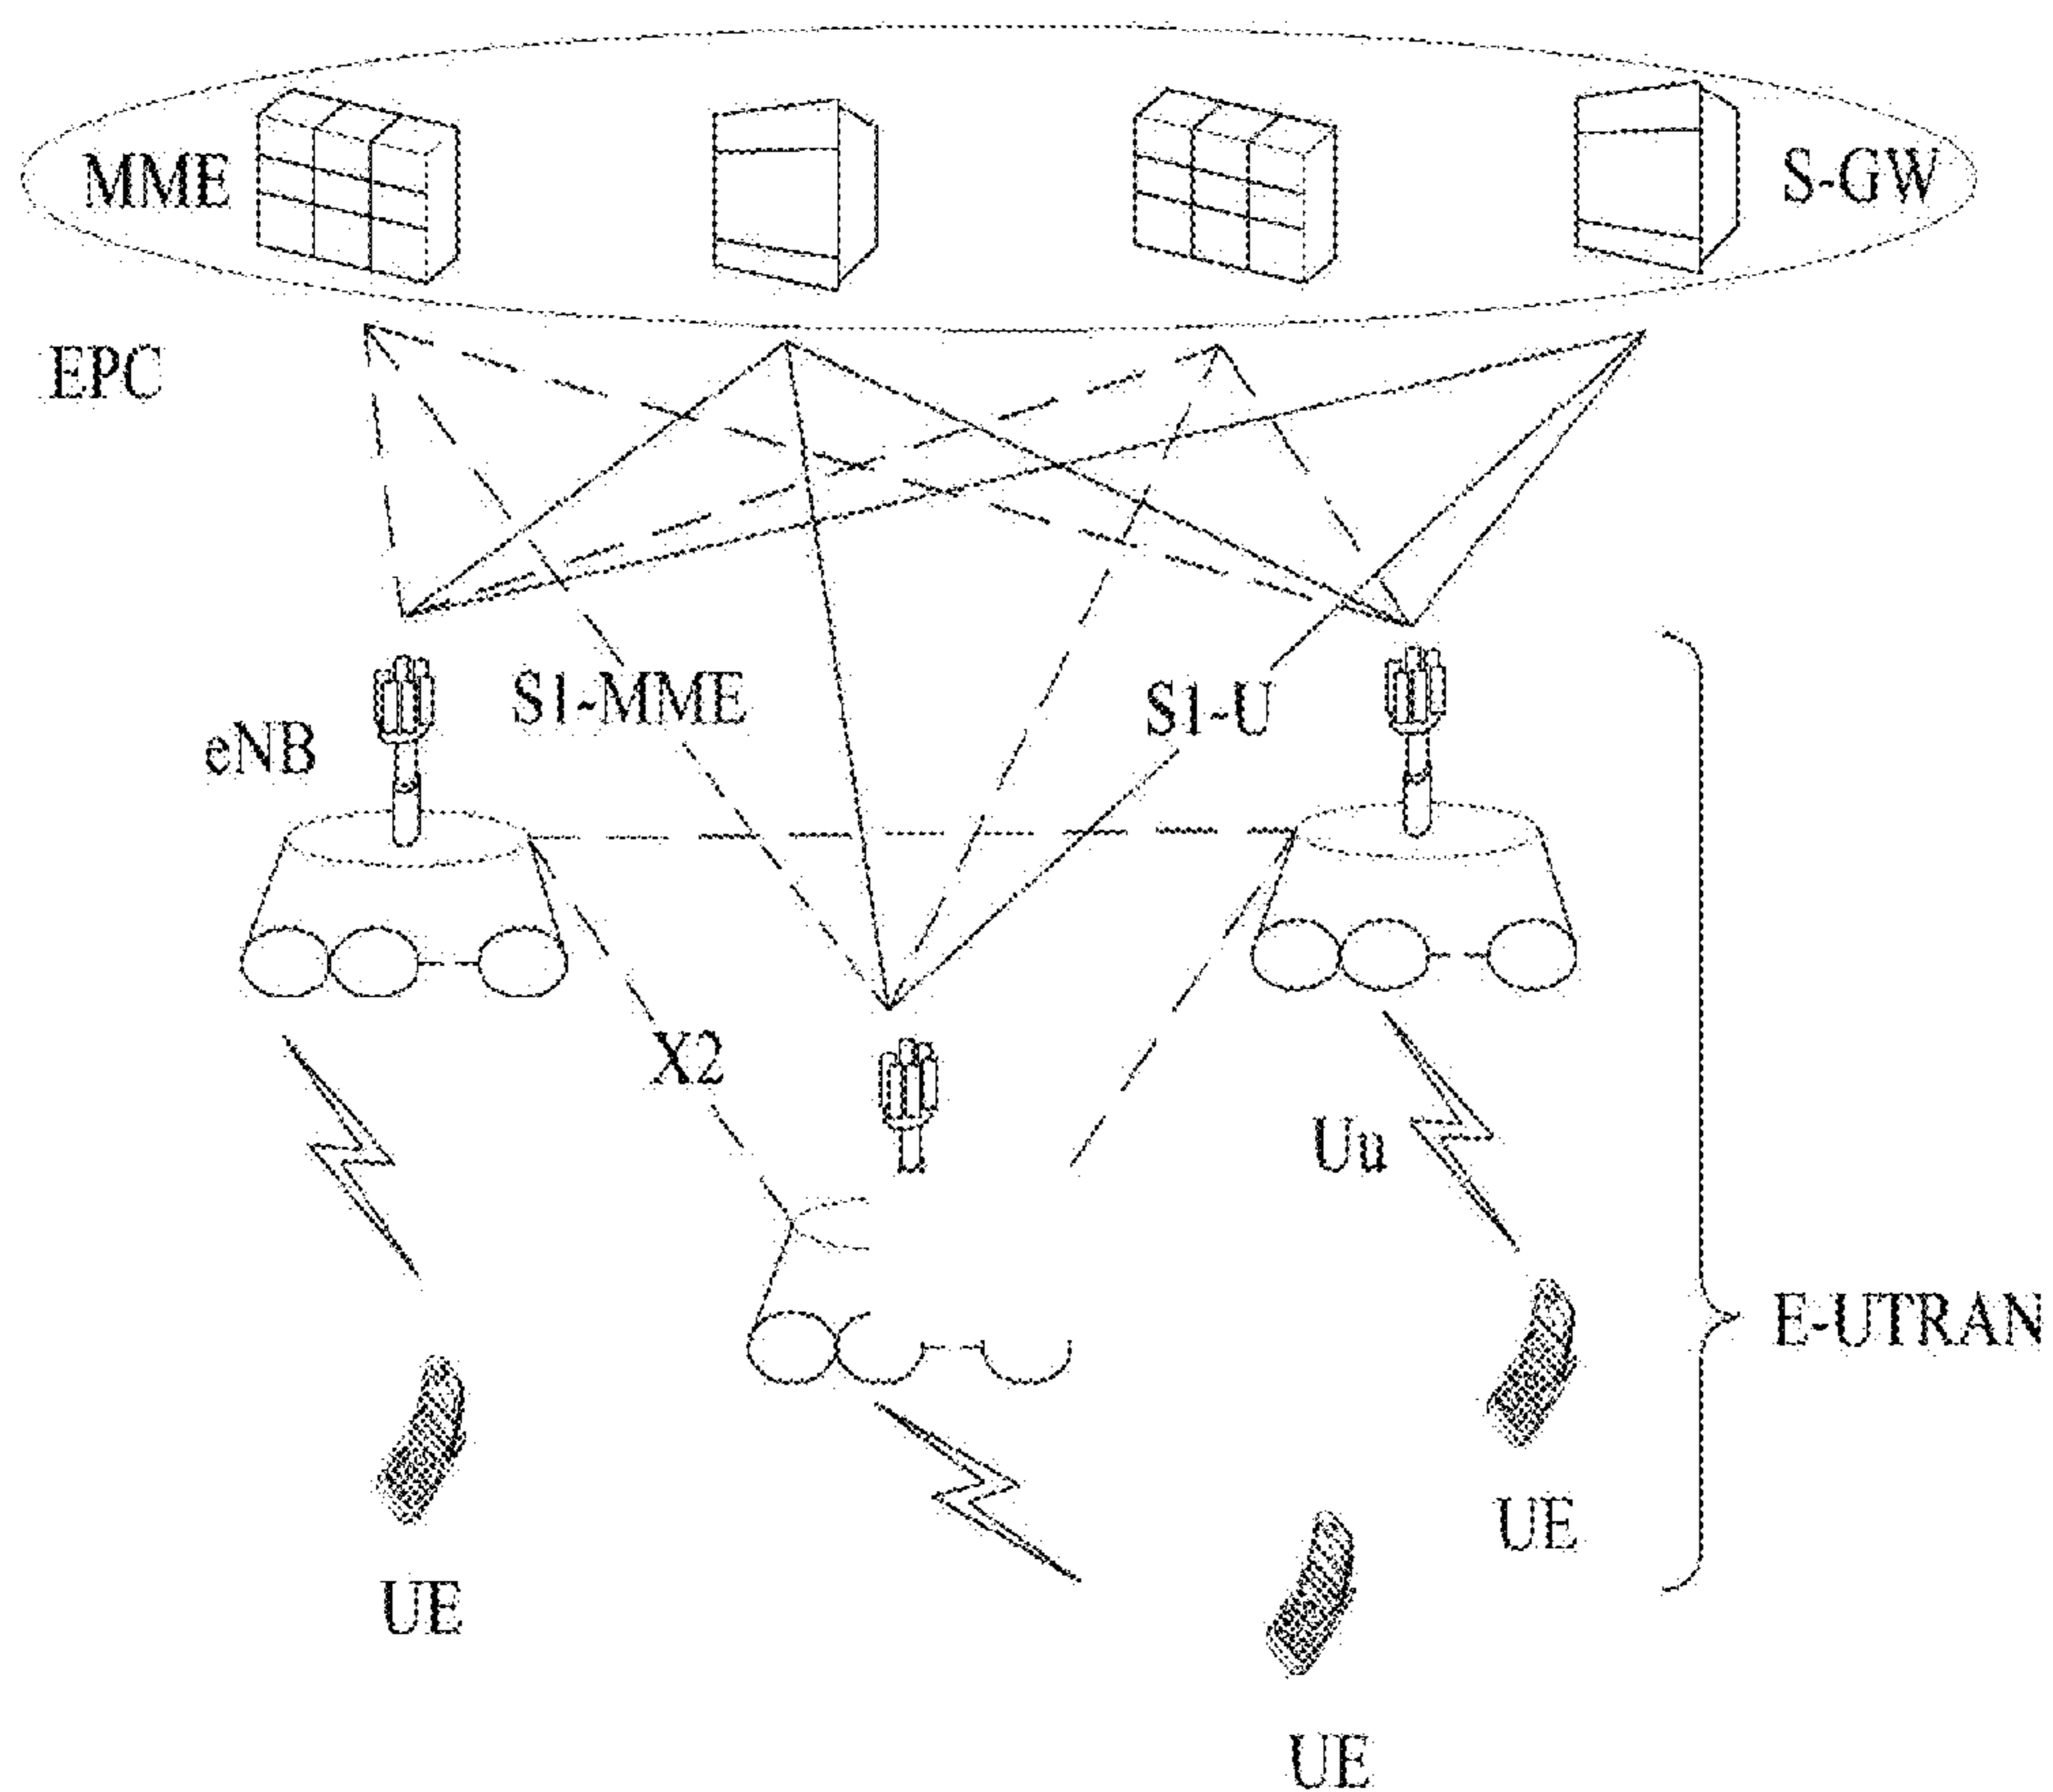 MME
S-GW
EPC
S1-MME
S1-U
eNB
X2
Uu
E-UTRAN
UE
UE
UE